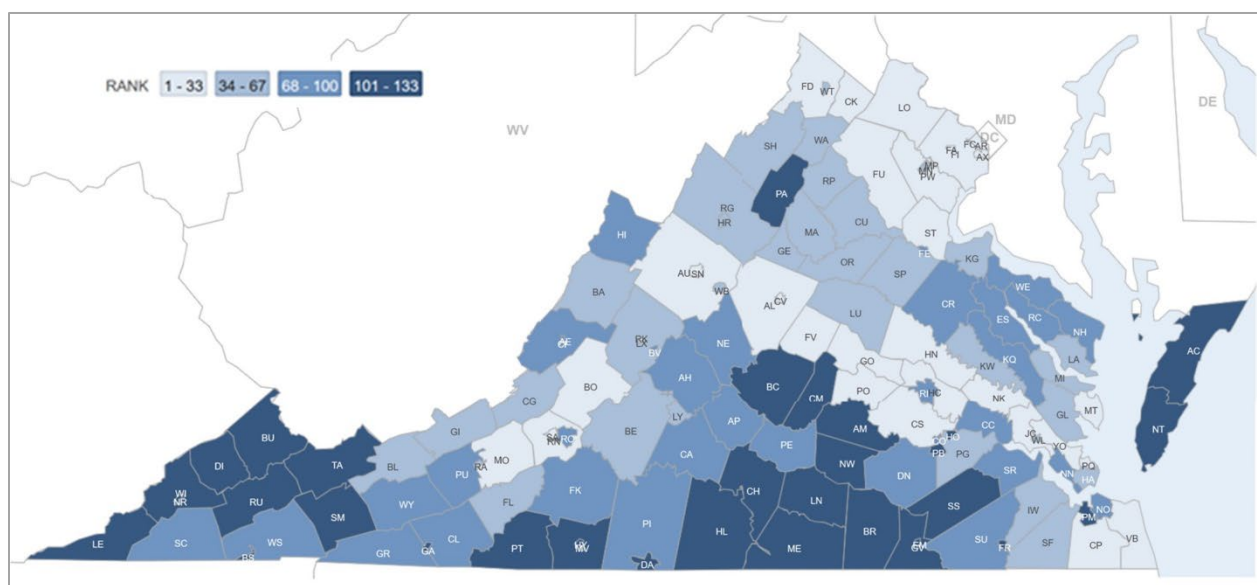 RANK 1 - 33 34 - 67 68 - 100 101 - 133
WV
MD
DC
DE
FD WT CK LO
FA FC AR
FI AX
SH WA FU PW
PA RP
RG HR MA CU ST
HI GE OR SP FE KG
AU SN WB
BA AL CV LU CR WE
ES RC NH
NE FV HN KW KQ LA
BV
AH BC CM GO PO RI NK MI GL MT
BO CG
GI BE LY AP AM CS CC JC WL YO
BU TA BL PU RA MO RO CA PE NW DN PB PG SR NN PQ HA
DI WI NR RU SM WY FL FK CH LN SS IW NO PM
LE SC WS GR GA CL PT MV PI DA HL ME BR SU FR SF CP VB
AC
NT